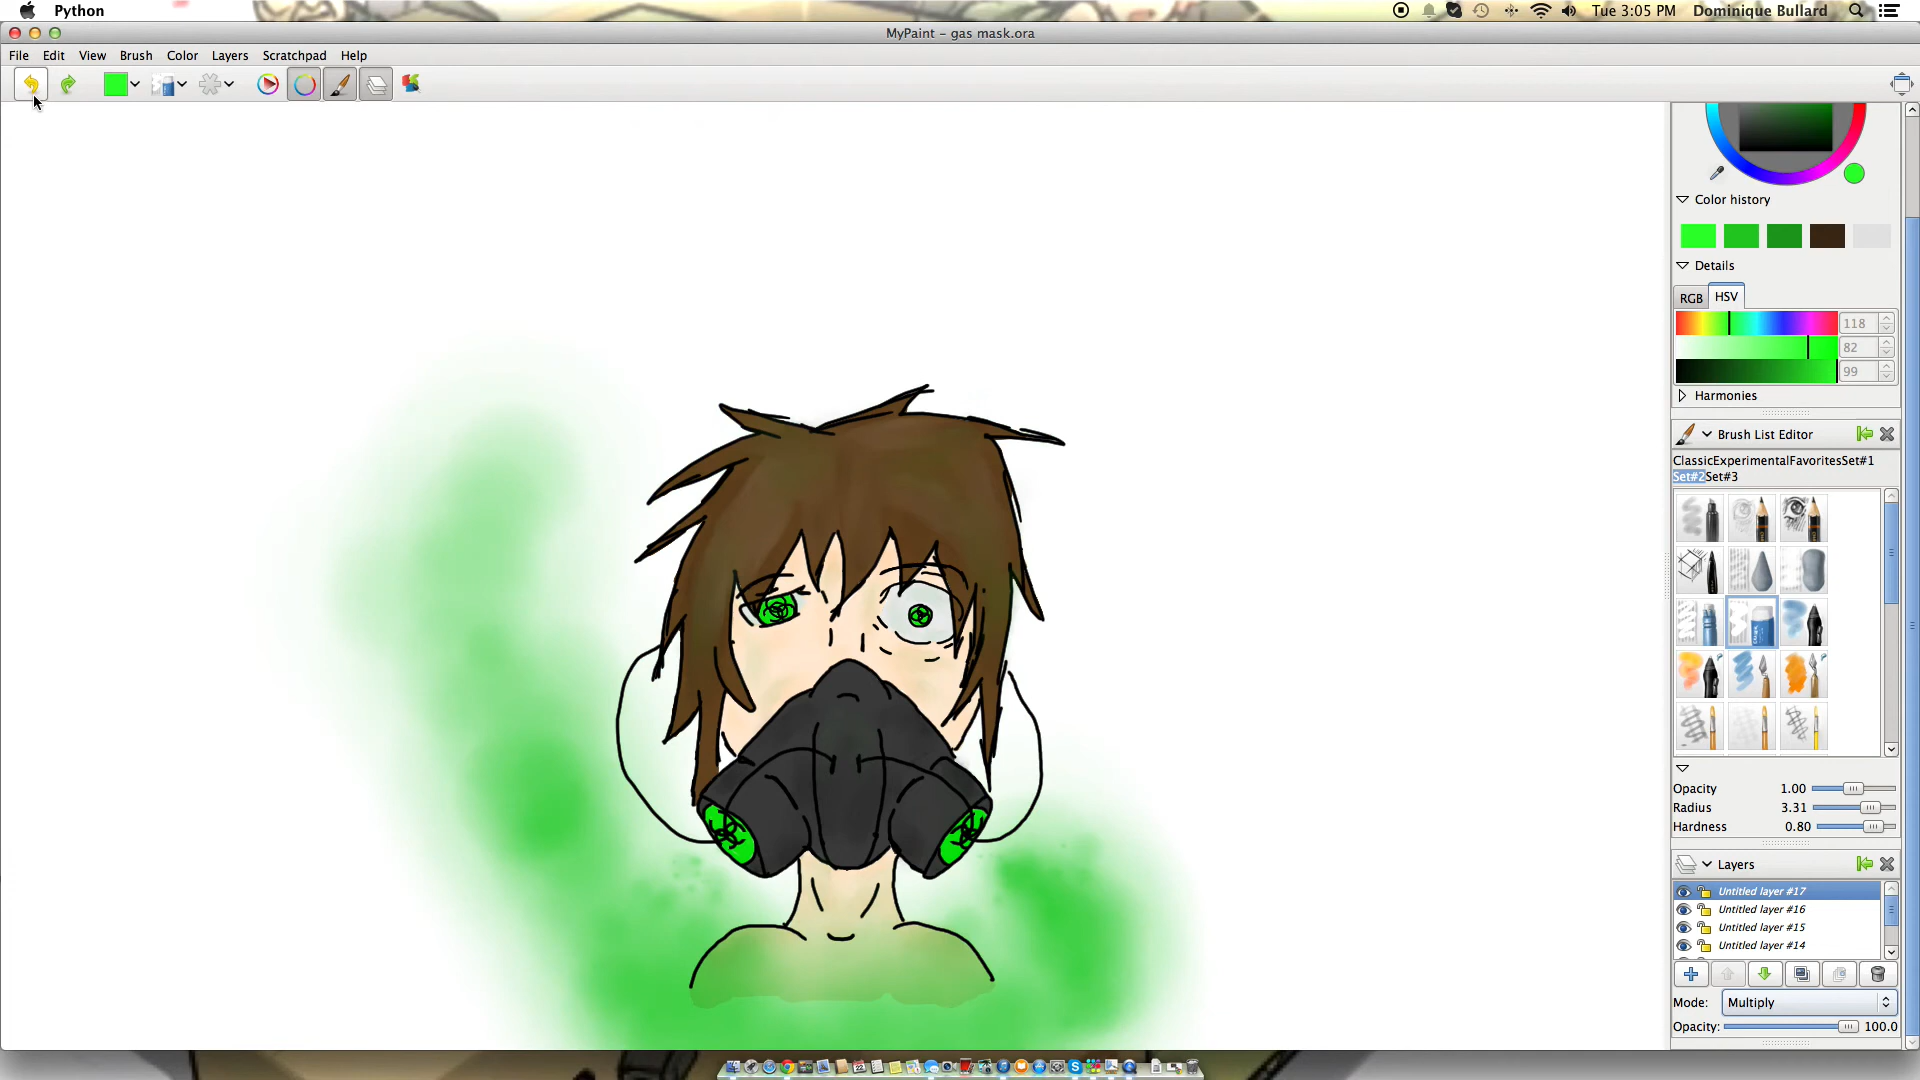 Python
Tue 3:05 PM Dominique Bullard
MyPaint - gas mask.ora
File Edit View Brush Color Layers Scratchpad Help
Color history
Details
RGB HSV
118
82
99
Harmonies
Brush List Editor
ClassicExperimentalFavoritesSet#1
Set#2Set#3
Opacity 1.00
Radius 3.31
Hardness 0.80
Layers
Untitled layer #17
Untitled layer #16
Untitled layer #15
Untitled layer #14
Mode: Multiply
Opacity: 100.0